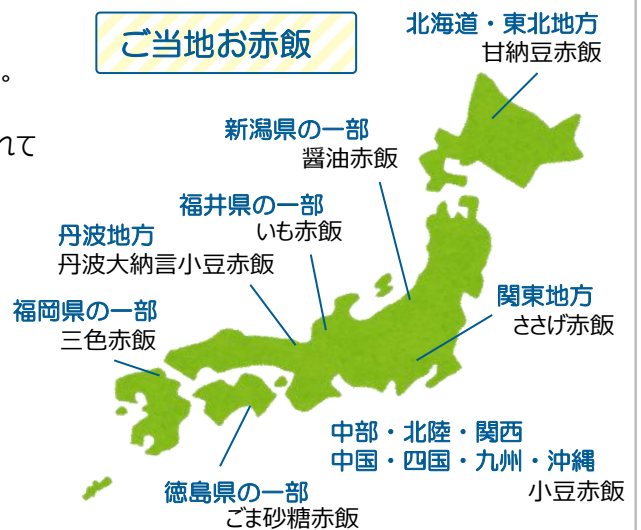 ご当地お赤飯
。
れて
北海道・東北地方
甘納豆赤飯
新潟県の一部
醤油赤飯
福井県の一部
いも赤飯
丹波地方
丹波大納言小豆赤飯
福岡県の一部
三色赤飯
関東地方
ささげ赤飯
中部・北陸・関西
中国・四国・九州・沖縄
小豆赤飯
徳島県の一部
ごま砂糖赤飯